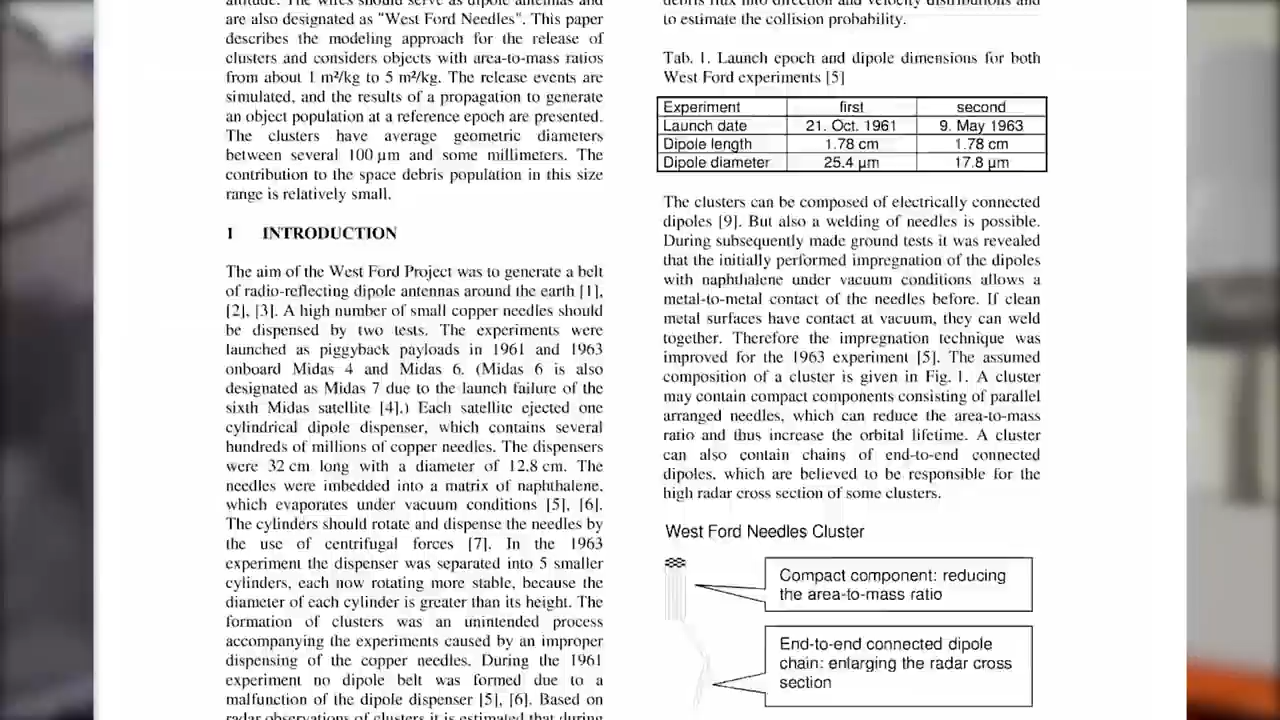 altitude. The wires should serve as dipole antennas and
are also designated as "West Ford Needles". This paper
describes the modeling approach for the release of
clusters and considers objects with area-to-mass ratios
from about 1 m²/kg to 5 m²/kg. The release events are
simulated, and the results of a propagation to generate
an object population at a reference epoch are presented.
The clusters have average geometric diameters
between several 100 µm and some millimeters. The
contribution to the space debris population in this size
range is relatively small.
1 INTRODUCTION
The aim of the West Ford Project was to generate a belt
of radio-reflecting dipole antennas around the earth [1],
[2], [3]. A high number of small copper needles should
be dispensed by two tests. The experiments were
launched as piggyback payloads in 1961 and 1963
onboard Midas 4 and Midas 6. (Midas 6 is also
designated as Midas 7 due to the launch failure of the
sixth Midas satellite [4].) Each satellite ejected one
cylindrical dipole dispenser, which contains several
hundreds of millions of copper needles. The dispensers
were 32 cm long with a diameter of 12.8 cm. The
needles were imbedded into a matrix of naphthalene,
which evaporates under vacuum conditions [5], [6].
The cylinders should rotate and dispense the needles by
the use of centrifugal forces [7]. In the 1963
experiment the dispenser was separated into 5 smaller
cylinders, each now rotating more stable, because the
diameter of each cylinder is greater than its height. The
formation of clusters was an unintended process
accompanying the experiments caused by an improper
dispensing of the copper needles. During the 1961
experiment no dipole belt was formed due to a
malfunction of the dipole dispenser [5], [6]. Based on
radar observations of clusters it is estimated that during
debris flux into direction and velocity distributions and
to estimate the collision probability.
Tab. 1. Launch epoch and dipole dimensions for both
West Ford experiments [5]
Experiment first second
Launch date 21. Oct. 1961 9. May 1963
Dipole length 1.78 cm 1.78 cm
Dipole diameter 25.4 µm 17.8 µm
The clusters can be composed of electrically connected
dipoles [9]. But also a welding of needles is possible.
During subsequently made ground tests it was revealed
that the initially performed impregnation of the dipoles
with naphthalene under vacuum conditions allows a
metal-to-metal contact of the needles before. If clean
metal surfaces have contact at vacuum, they can weld
together. Therefore the impregnation technique was
improved for the 1963 experiment [5]. The assumed
composition of a cluster is given in Fig. 1. A cluster
may contain compact components consisting of parallel
arranged needles, which can reduce the area-to-mass
ratio and thus increase the orbital lifetime. A cluster
can also contain chains of end-to-end connected
dipoles, which are believed to be responsible for the
high radar cross section of some clusters.
West Ford Needles Cluster
Compact component: reducing
the area-to-mass ratio
End-to-end connected dipole
chain: enlarging the radar cross
section